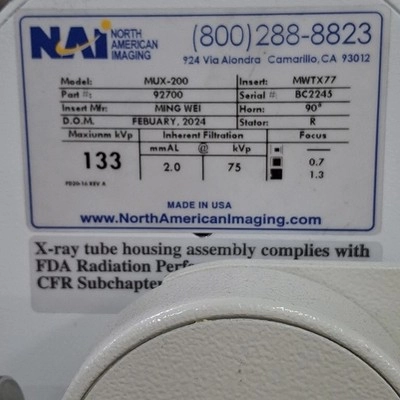 NAI NORTH AMERICAN IMAGING
(800)288-8823
924 Via Alondra Camarillo, CA 93012
Model: MUX-200 Insert: MWTX77
Part #: 92700 Serial #: BC2245
Insert Mfr: MING WEI Horn: 90°
D.O.M. FEBUARY, 2024 Stator: R
Maxiumn kVp Inherent Filtration Focus
133 mmAL @ kVp
2.0 75 0.7
1.3
MADE IN USA
www.NorthAmericanImaging.com
X-ray tube housing assembly complies with
FDA Radiation
CFR Subchapter